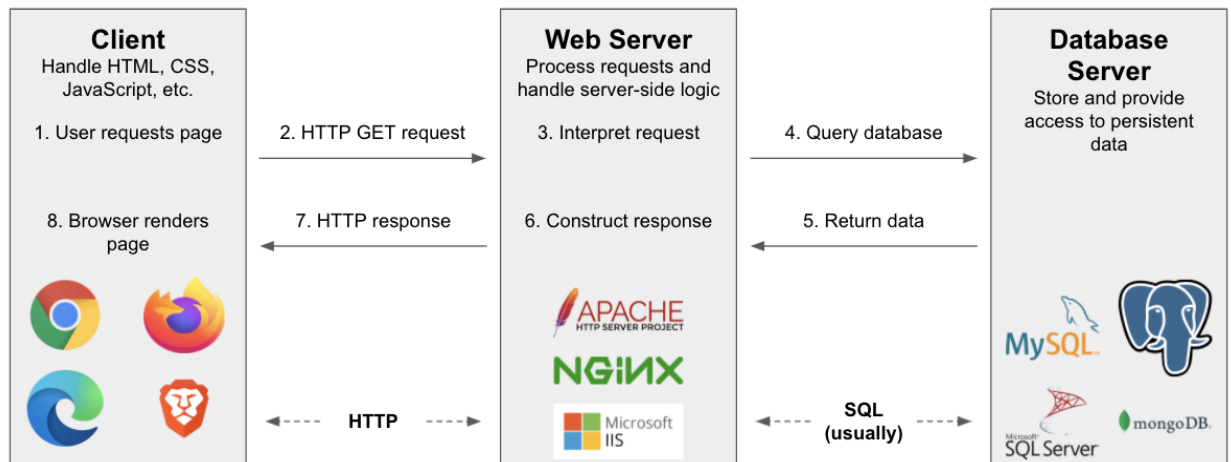 Client
Handle HTML, CSS,
JavaScript, etc.
1. User requests page
8. Browser renders
page
2. HTTP GET request
7. HTTP response
HTTP
Web Server
Process requests and
handle server-side logic
3. Interpret request
6. Construct response
APACHE
HTTP SERVER PROJECT
NGINX
Microsoft
IIS
4. Query database
5. Return data
SQL
(usually)
Database
Server
Store and provide
access to persistent
data
MySQL
Microsoft
SQL Server
mongoDB